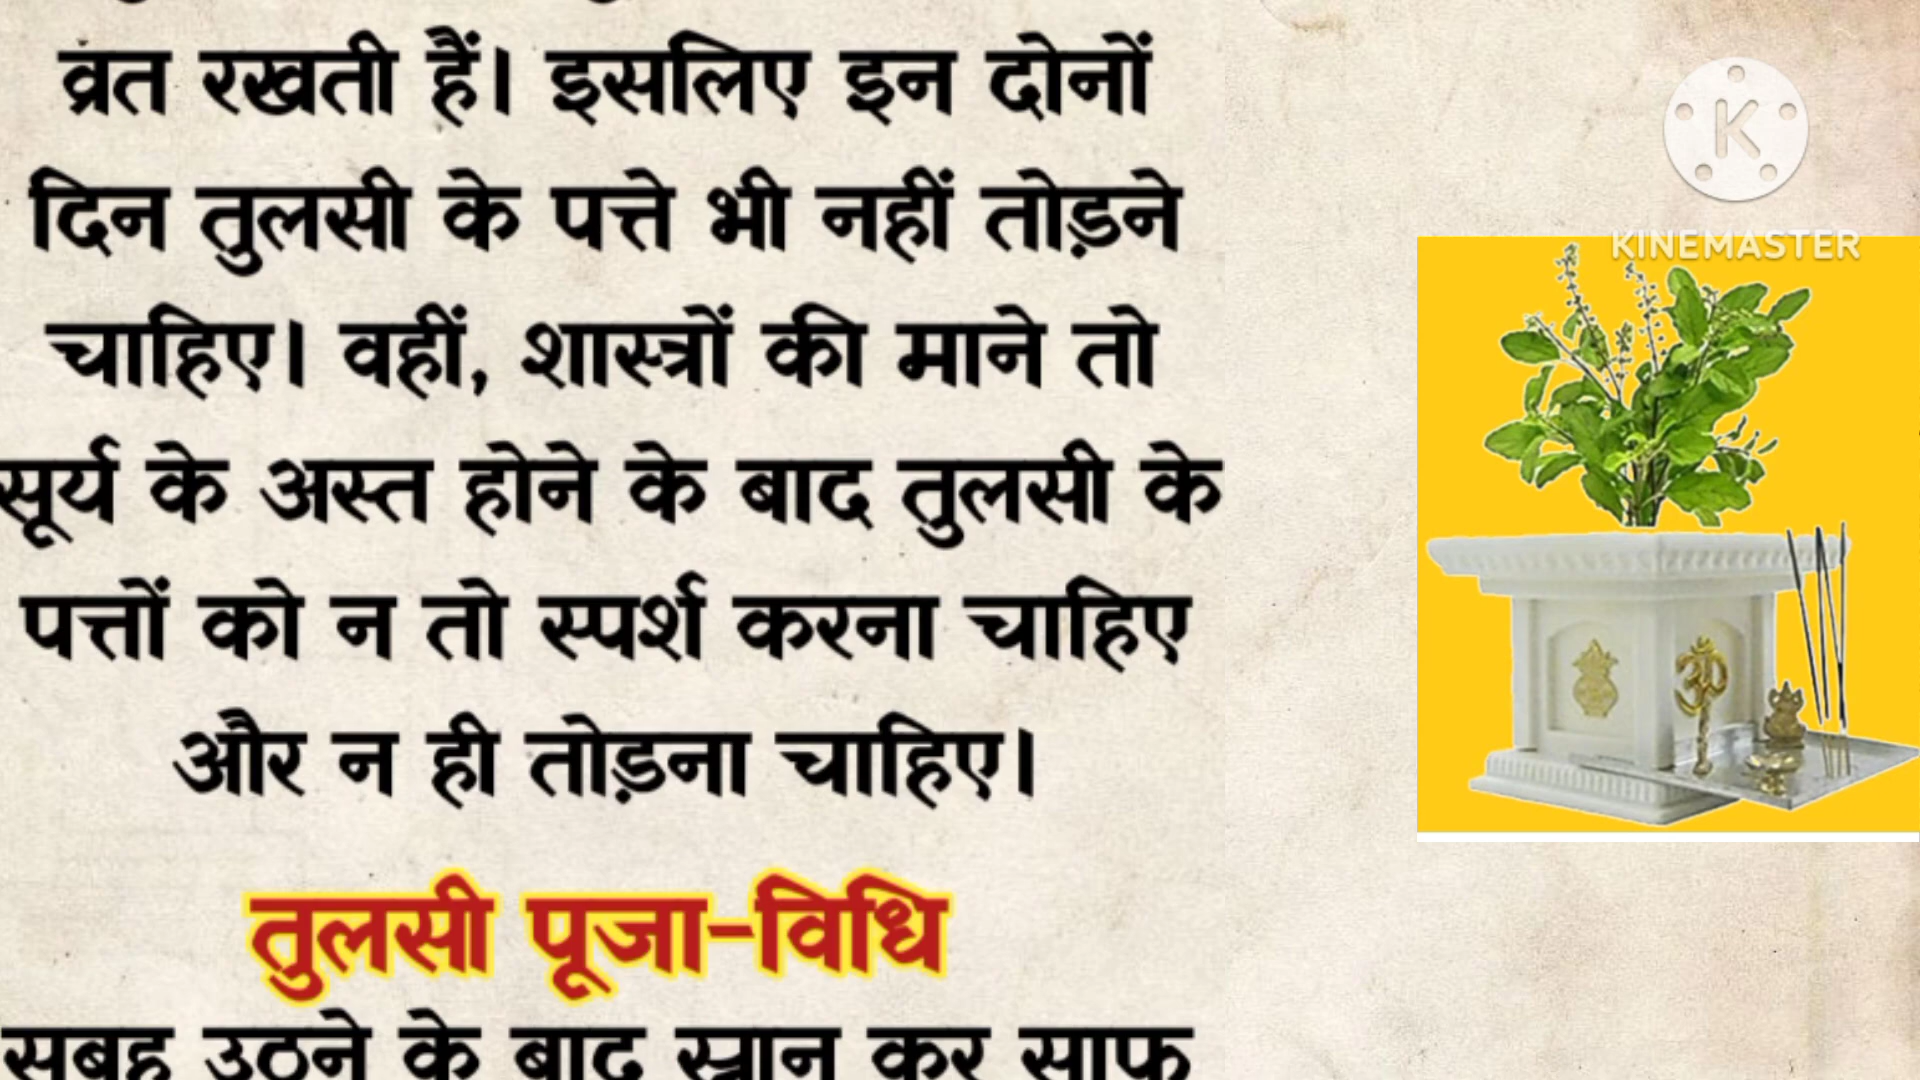 व्रत रखती हैं। इसलिए इन दोनों
दिन तुलसी के पत्ते भी नहीं तोड़ने
चाहिए। वहीं, शास्त्रों की माने तो
सूर्य के अस्त होने के बाद तुलसी के
पत्तों को न तो स्पर्श करना चाहिए
और न ही तोड़ना चाहिए।
तुलसी पूजा-विधि
सुबह उठने के बाद स्नान कर साफ
K
KINEMASTER
ॐ